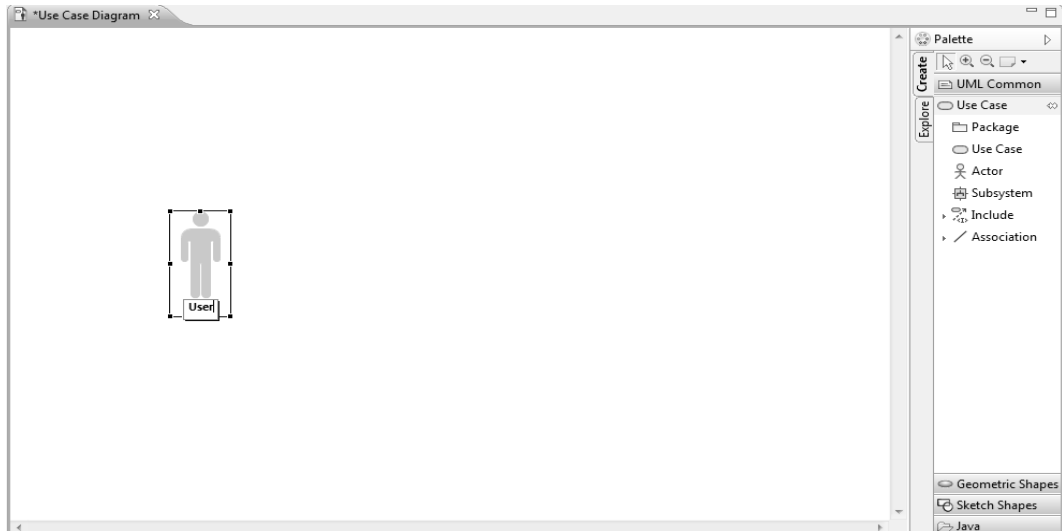 *Use Case Diagram
Palette
Create
Explore
UML Common
Use Case
Package
Use Case
Actor
Subsystem
Include
Association
User
Geometric Shapes
Sketch Shapes
Java